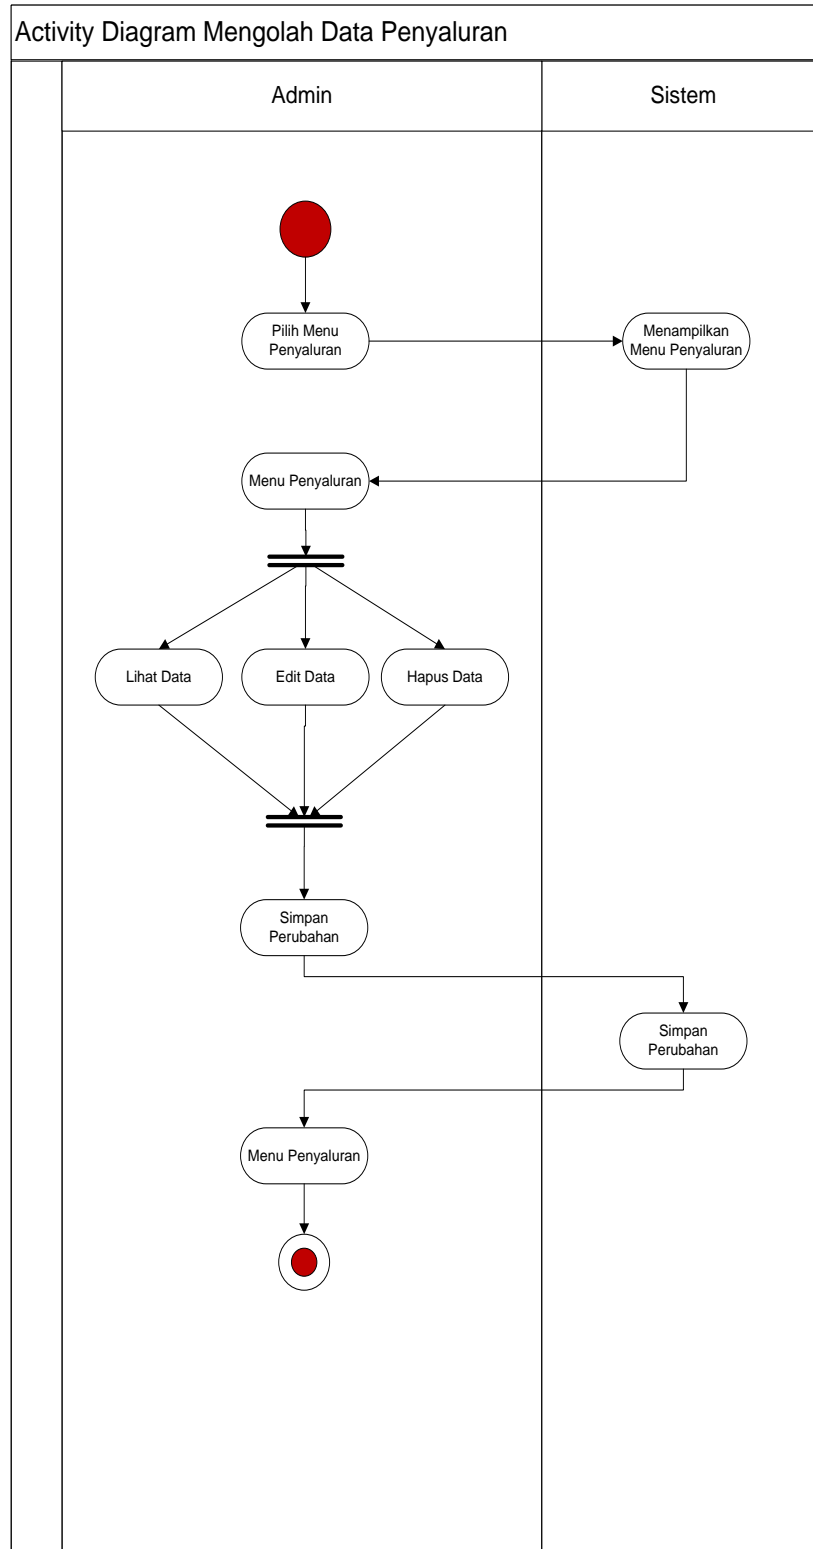 Activity Diagram Mengolah Data Penyaluran
Admin
Sistem
Pilih Menu
Penyaluran
Menampilkan
Menu Penyaluran
Menu Penyaluran
Lihat Data
Edit Data
Hapus Data
Simpan
Perubahan
Simpan
Perubahan
Menu Penyaluran